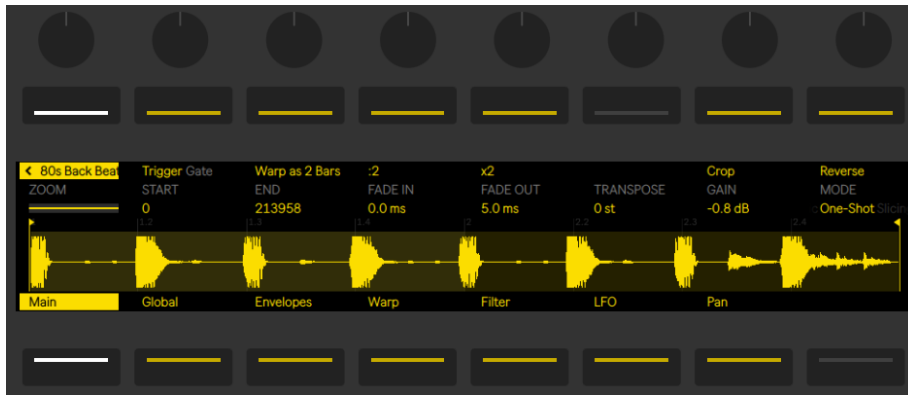 < 80s Back Beat Trigger Gate Warp as 2 Bars :2 x2 Crop Reverse
ZOOM START END FADE IN FADE OUT TRANSPOSE GAIN MODE
0 213958 0.0 ms 5.0 ms 0 st -0.8 dB One-Shot Slicin
1.2 1.3 1.4 2 2.2 2.3 2.4
Main Global Envelopes Warp Filter LFO Pan